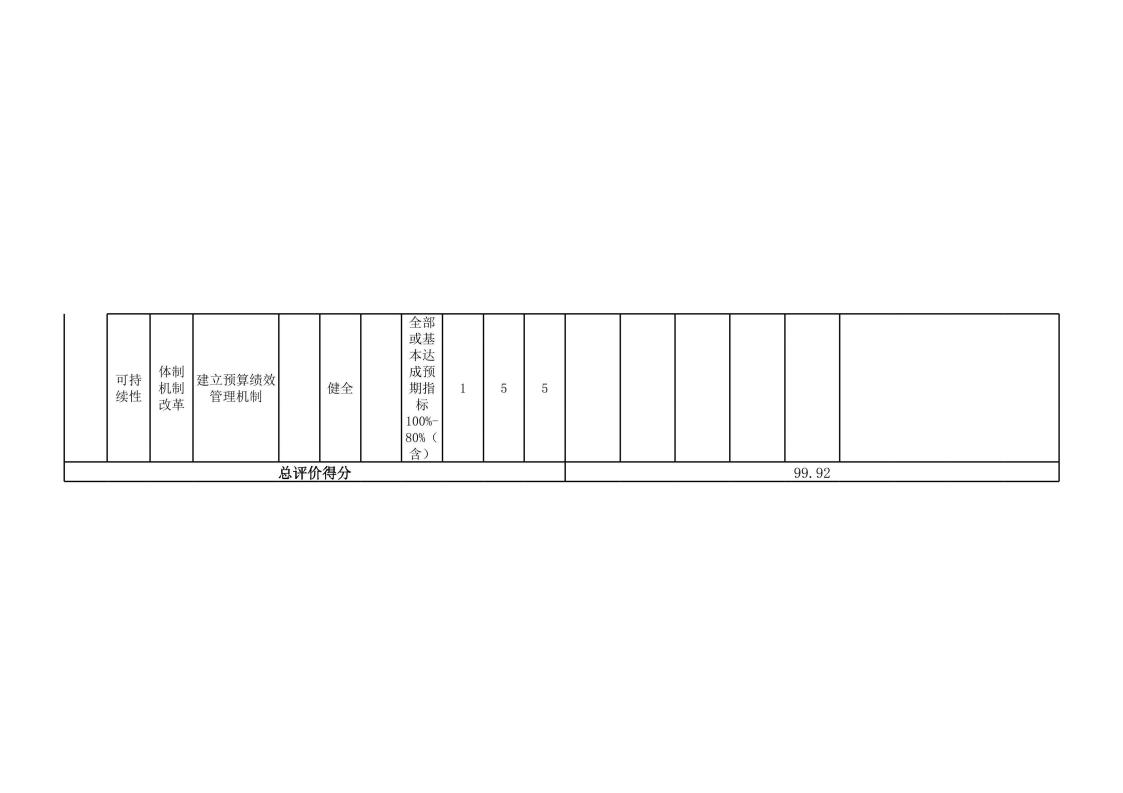 可持
续性
体制
机制
改革
建立预算绩效
管理机制
健全
全部
或基
本达
成预
期指
标
100%-
80%（
含）
1
5
5
总评价得分
99.92